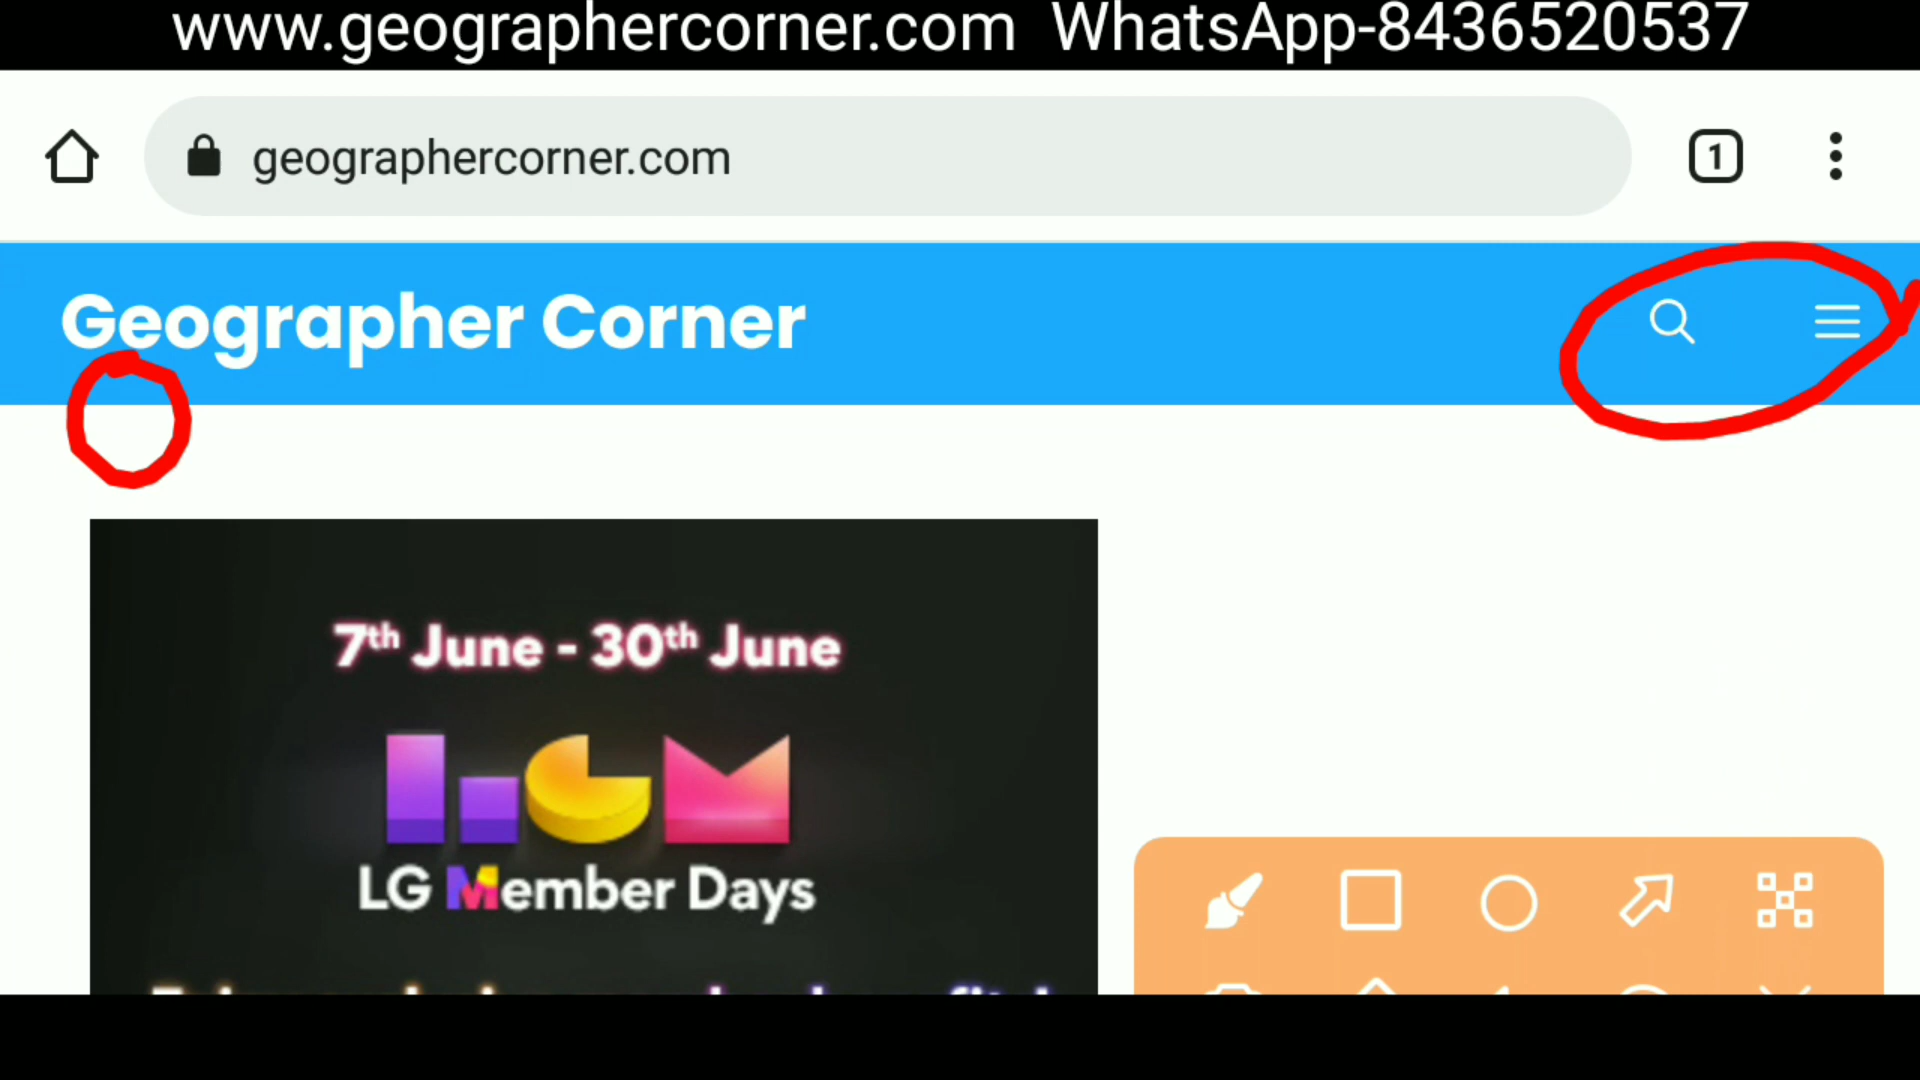 www.geographercorner.com WhatsApp-8436520537
geographercorner.com
1
Geographer Corner
7th June - 30th June
LG Member Days